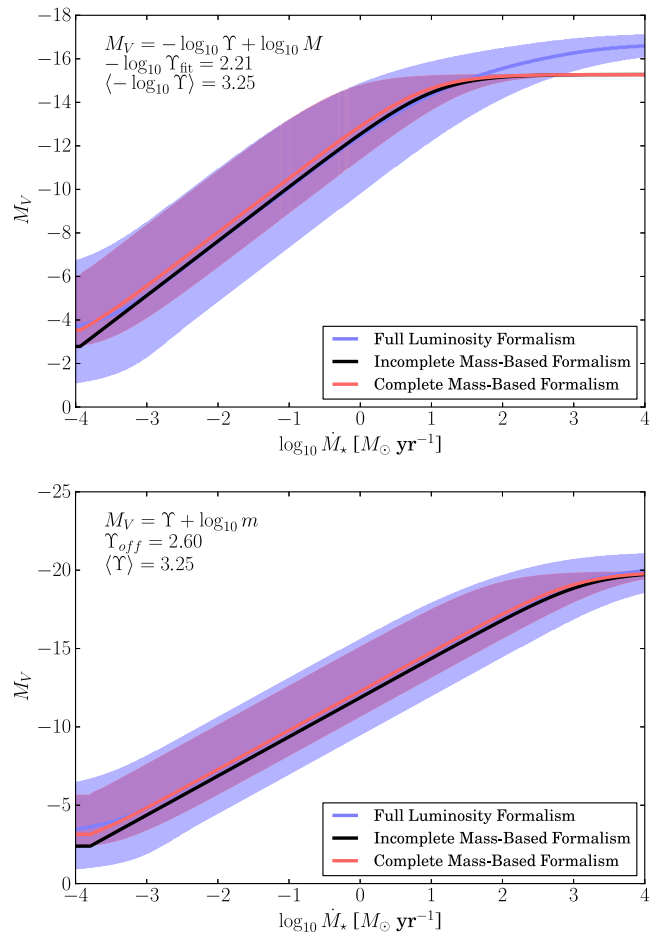 −18
−16
−14
−12
−10
−8
−6
−4
−2
0
M_V
M_V = − log₁₀ Υ + log₁₀ M
− log₁₀ Υ_fit = 2.21
⟨− log₁₀ Υ⟩ = 3.25
Full Luminosity Formalism
Incomplete Mass-Based Formalism
Complete Mass-Based Formalism
−4 −3 −2 −1 0 1 2 3 4
log₁₀ Ṁ⋆ [M⊙ yr⁻¹]
−25
−20
−15
−10
−5
0
M_V
M_V = Υ + log₁₀ m
Υ_off = 2.60
⟨Υ⟩ = 3.25
Full Luminosity Formalism
Incomplete Mass-Based Formalism
Complete Mass-Based Formalism
−4 −3 −2 −1 0 1 2 3 4
log₁₀ Ṁ⋆ [M⊙ yr⁻¹]